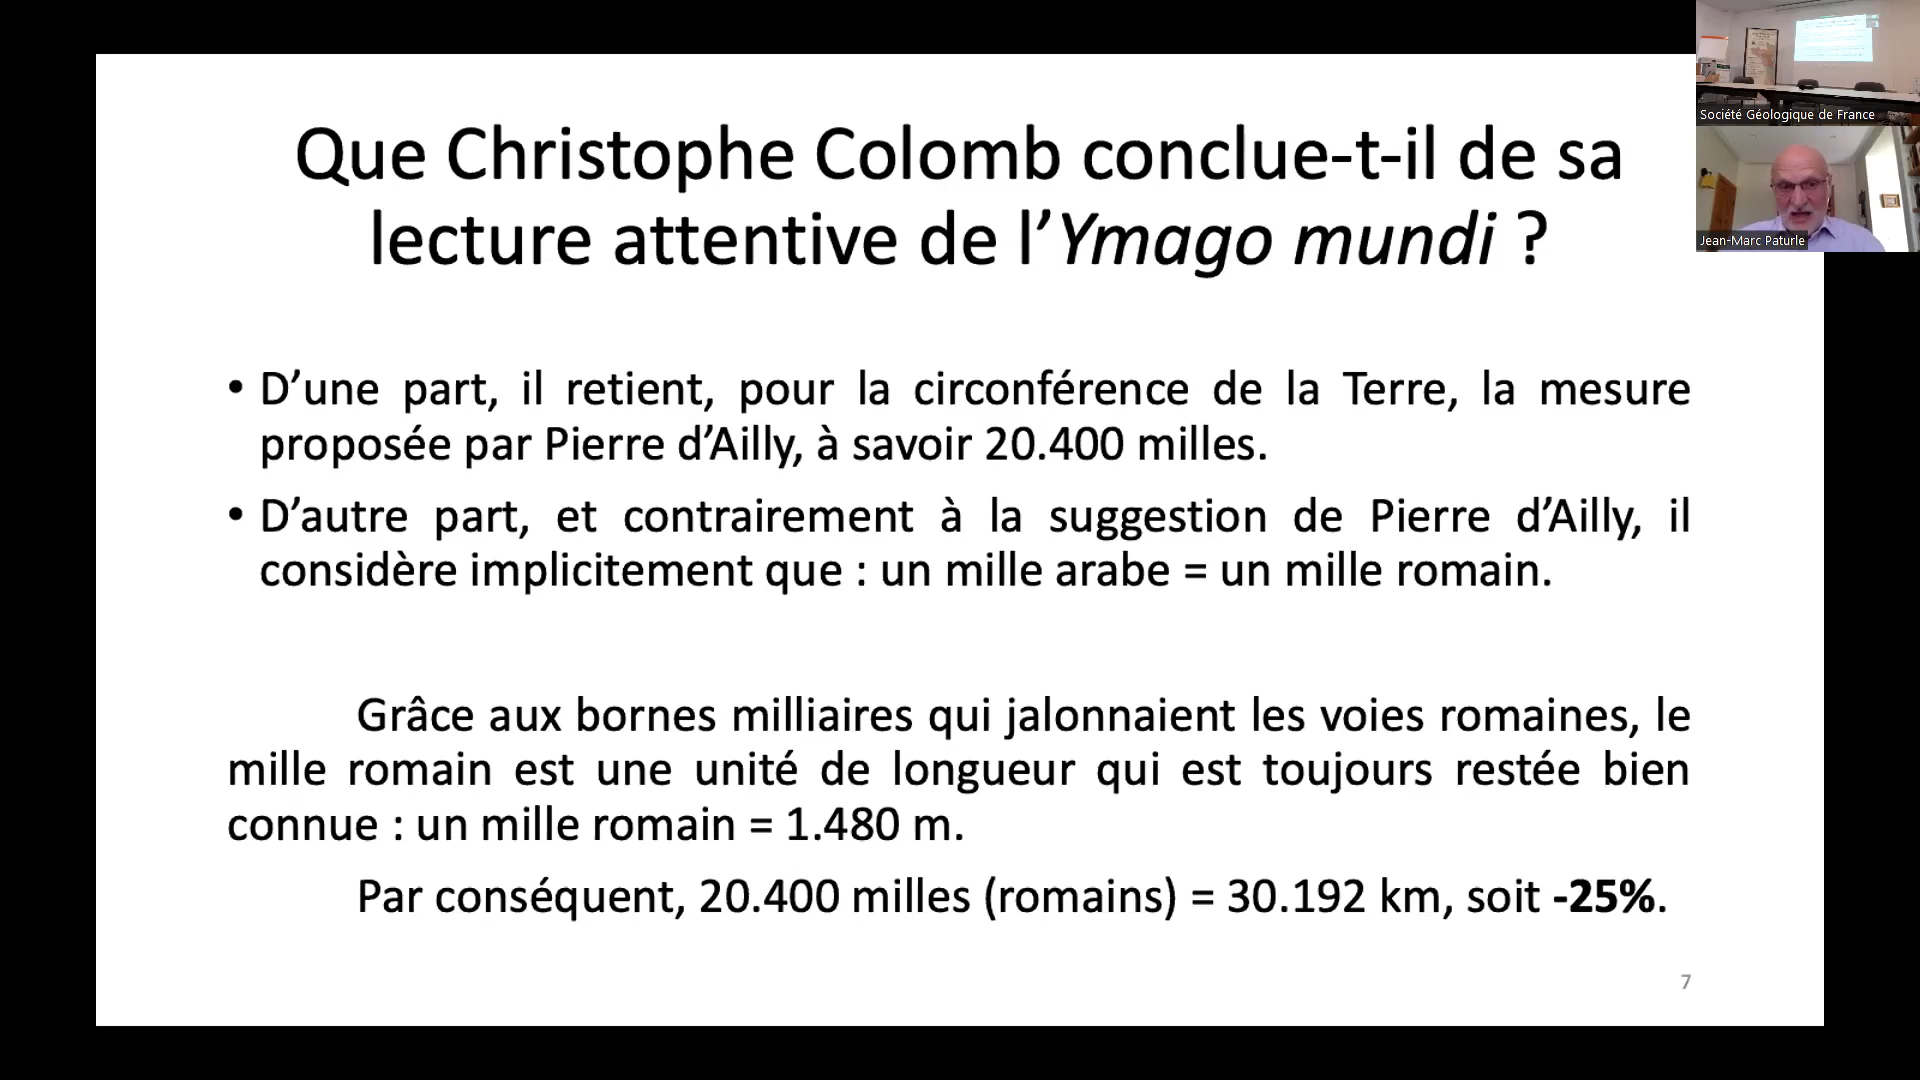 Que Christophe Colomb conclue-t-il de sa
lecture attentive de l’Ymago mundi ?
• D’une part, il retient, pour la circonférence de la Terre, la mesure
proposée par Pierre d’Ailly, à savoir 20.400 milles.
• D’autre part, et contrairement à la suggestion de Pierre d’Ailly, il
considère implicitement que : un mille arabe = un mille romain.
Grâce aux bornes milliaires qui jalonnaient les voies romaines, le
mille romain est une unité de longueur qui est toujours restée bien
connue : un mille romain = 1.480 m.
Par conséquent, 20.400 milles (romains) = 30.192 km, soit -25%.
7
Société Géologique de France
Jean-Marc Paturle